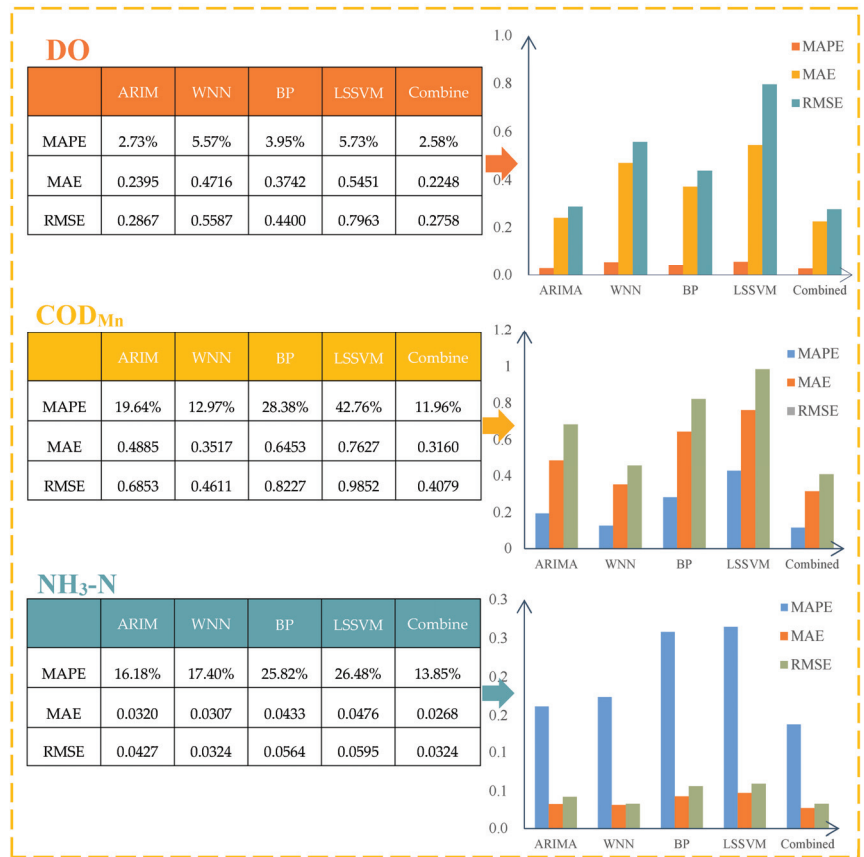 DO
ARIM WNN BP LSSVM Combine
MAPE 2.73% 5.57% 3.95% 5.73% 2.58%
MAE 0.2395 0.4716 0.3742 0.5451 0.2248
RMSE 0.2867 0.5587 0.4400 0.7963 0.2758
1.0
0.8
0.6
0.4
0.2
0.0
MAPE
MAE
RMSE
ARIMA WNN BP LSSVM Combined
COD_Mn
ARIM WNN BP LSSVM Combine
MAPE 19.64% 12.97% 28.38% 42.76% 11.96%
MAE 0.4885 0.3517 0.6453 0.7627 0.3160
RMSE 0.6853 0.4611 0.8227 0.9852 0.4079
1.2
1
0.8
0.6
0.4
0.2
0
MAPE
MAE
RMSE
ARIMA WNN BP LSSVM Combined
NH₃-N
ARIM WNN BP LSSVM Combine
MAPE 16.18% 17.40% 25.82% 26.48% 13.85%
MAE 0.0320 0.0307 0.0433 0.0476 0.0268
RMSE 0.0427 0.0324 0.0564 0.0595 0.0324
0.3
0.3
0.2
0.2
0.1
0.1
0.0
MAPE
MAE
RMSE
ARIMA WNN BP LSSVM Combined